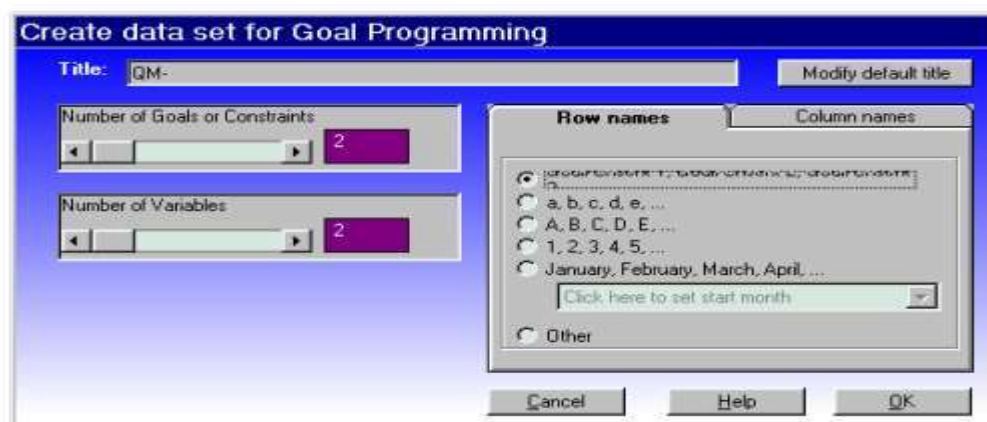 Create data set for Goal Programming
Title: QM- Modify default title
Number of Goals or Constraints
2
Number of Variables
2
Row names Column names
a, b, c, d, e, ...
A, B, C, D, E, ...
1, 2, 3, 4, 5, ...
January, February, March, April, ...
Click here to set start month
Other
Cancel Help OK